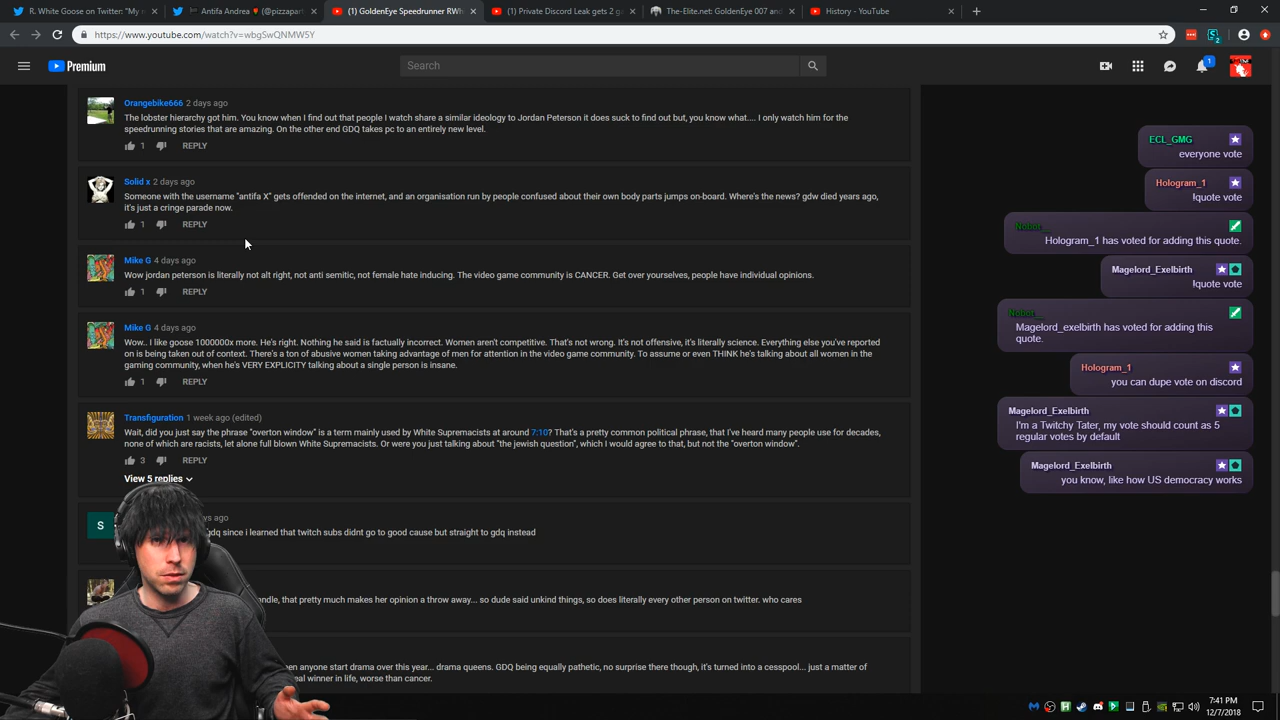 R. White Goose on Twitter: "My n
Antifa Andrea (@pizzaparty
(1) GoldenEye Speedrunner RWh
(1) Private Discord Leak gets 2 g
The-Elite.net: GoldenEye 007 and
History - YouTube
https://www.youtube.com/watch?v=wbgSwQNMW5Y
Premium
Search
1
2
Orangebike666 2 days ago
The lobster hierarchy got him. You know when I find out that people I watch share a similar ideology to Jordan Peterson it does suck to find out but, you know what.... I only watch him for the
speedrunning stories that are amazing. On the other end GDQ takes pc to an entirely new level.
1 REPLY
Solid x 2 days ago
Someone with the username "antifa X" gets offended on the internet, and an organisation run by people confused about their own body parts jumps on-board. Where's the news? gdw died years ago,
it's just a cringe parade now.
1 REPLY
Mike G 4 days ago
Wow jordan peterson is literally not alt right, not anti semitic, not female hate inducing. The video game community is CANCER. Get over yourselves, people have individual opinions.
1 REPLY
Mike G 4 days ago
Wow.. I like goose 1000000x more. He's right. Nothing he said is factually incorrect. Women aren't competitive. That's not wrong. It's not offensive, it's literally science. Everything else you've reported
on is being taken out of context. There's a ton of abusive women taking advantage of men for attention in the video game community. To assume or even THINK he's talking about all women in the
gaming community, when he's VERY EXPLICITY talking about a single person is insane.
1 REPLY
Transfiguration 1 week ago (edited)
Wait, did you just say the phrase "overton window" is a term mainly used by White Supremacists at around 7:10? That's a pretty common political phrase, that I've heard many people use for decades,
none of which are racists, let alone full blown White Supremacists. Or were you just talking about "the jewish question", which I would agree to that, but not the "overton window".
3 REPLY
View 5 replies
S
ys ago
gdq since i learned that twitch subs didnt go to good cause but straight to gdq instead
andle, that pretty much makes her opinion a throw away... so dude said unkind things, so does literally every other person on twitter. who cares
en anyone start drama over this year... drama queens. GDQ being equally pathetic, no surprise there though, it's turned into a cesspool... just a matter of
eal winner in life, worse than cancer.
ECL_GMG
everyone vote
Hologram_1
!quote vote
Hologram_1 has voted for adding this quote.
Magelord_Exelbirth
!quote vote
Magelord_exelbirth has voted for adding this
quote.
Hologram_1
you can dupe vote on discord
Magelord_Exelbirth
I'm a Twitchy Tater, my vote should count as 5
regular votes by default
Magelord_Exelbirth
you know, like how US democracy works
7:41 PM
12/7/2018